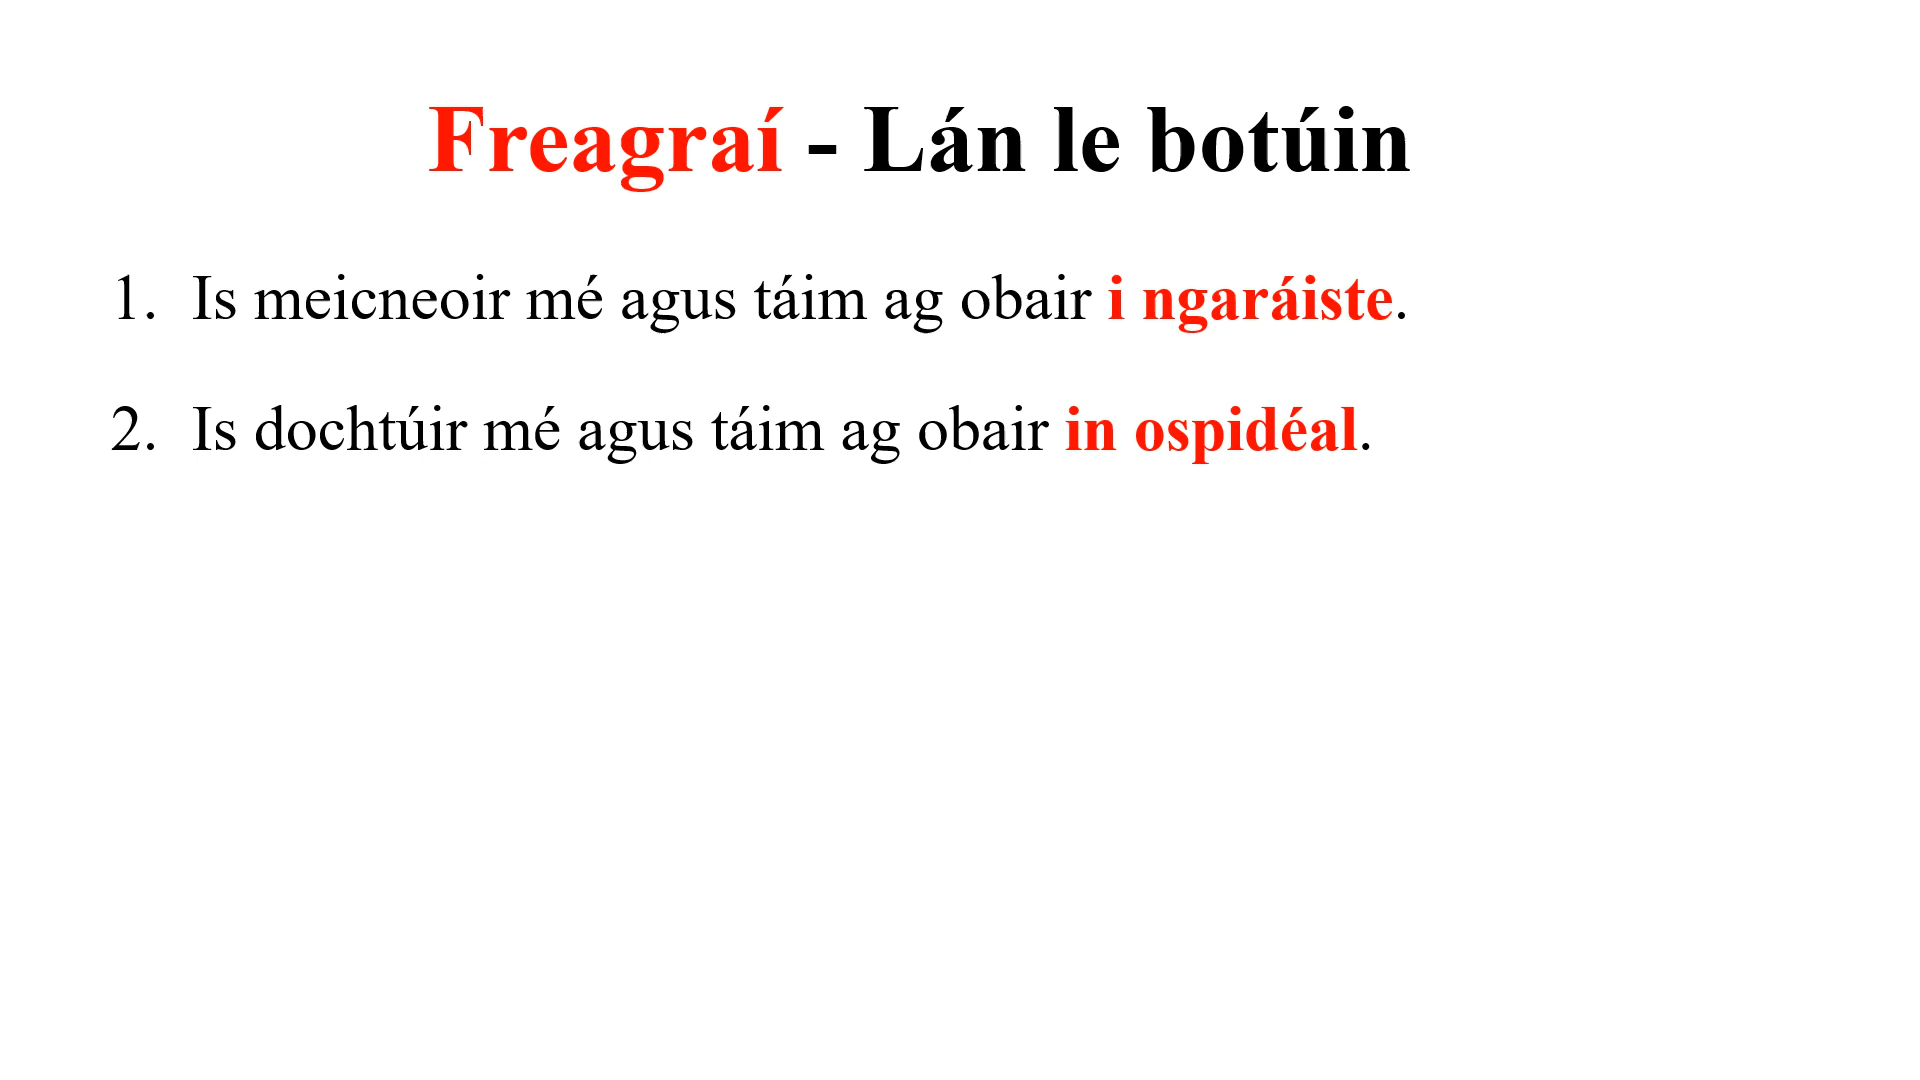 Freagraí - Lán le botúin
1. Is meicneoir mé agus táim ag obair i ngaráiste.
2. Is dochtúir mé agus táim ag obair in ospidéal.